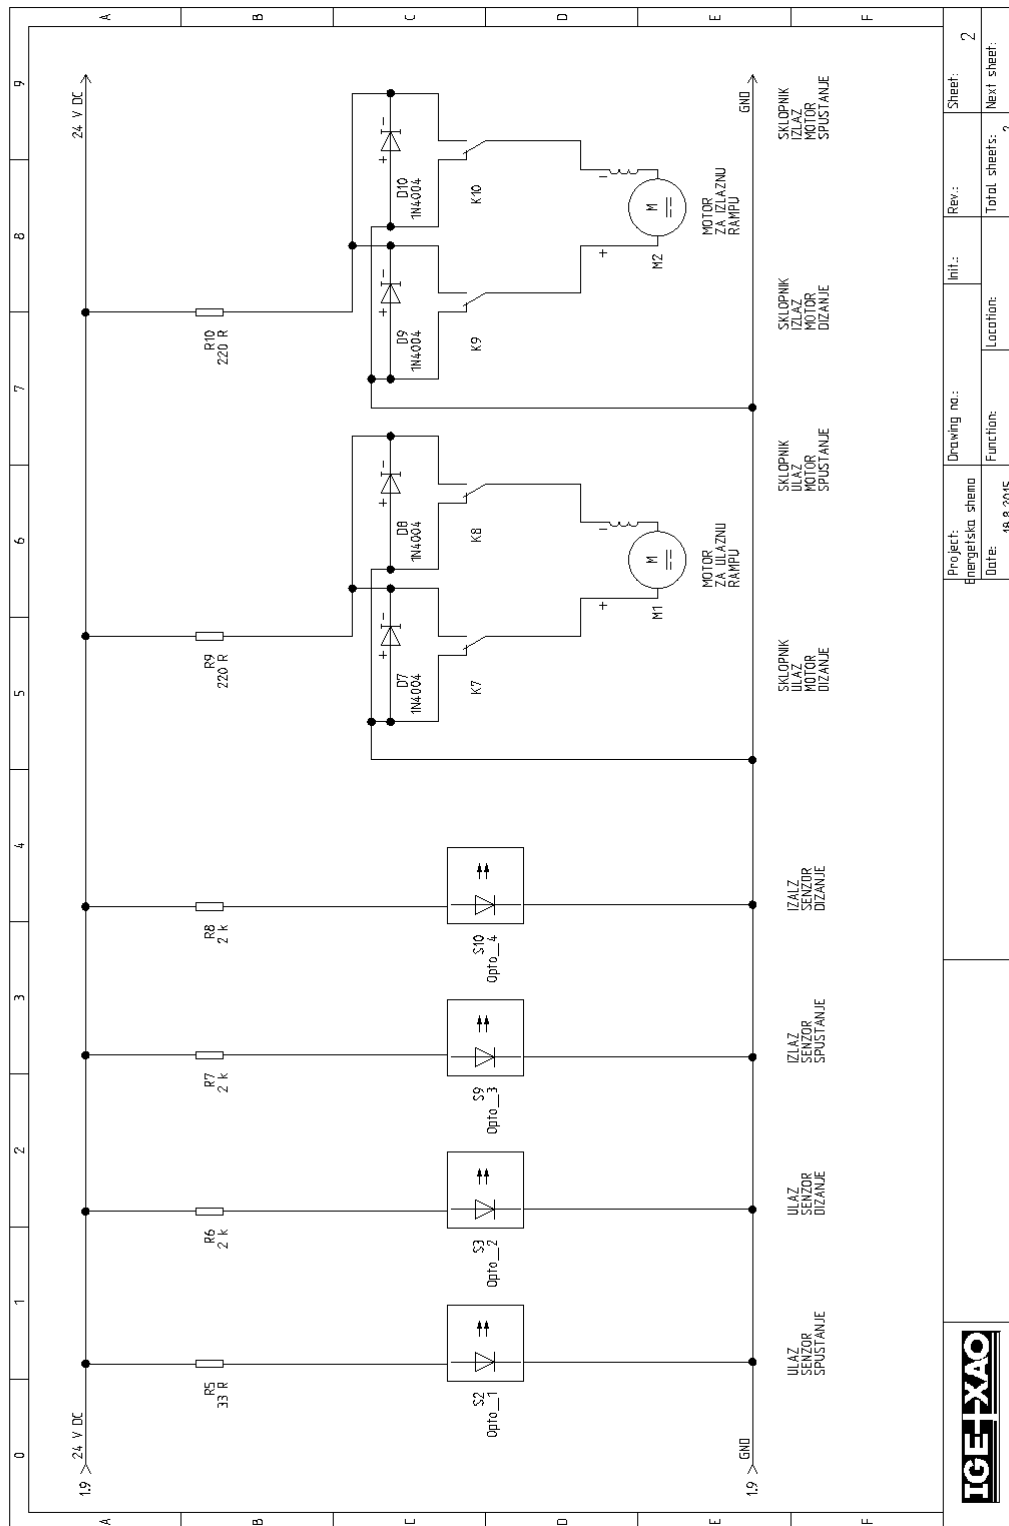 0 1 2 3 4 5 6 7 8 9
A
B
C
D
E
F
A
B
C
D
E
F
1.9
24 V DC
24 V DC
R5
33 R
R6
2 k
R7
2 k
R8
2 k
R9
220 R
R10
220 R
S2
Opto_1
S3
Opto_2
S9
Opto_3
S10
Opto_4
+
-
D7
1N4004
+
-
D8
1N4004
+
-
D9
1N4004
+
-
D10
1N4004
K7
K8
K9
K10
+
-
M
M1
MOTOR
ZA ULAZNU
RAMPU
+
-
M
M2
MOTOR
ZA IZLAZNU
RAMPU
1.9
GND
GND
ULAZ
SENZOR
SPUSTANJE
ULAZ
SENZOR
DIZANJE
IZLAZ
SENZOR
SPUSTANJE
IZALZ
SENZOR
DIZANJE
SKLOPNIK
ULAZ
MOTOR
DIZANJE
SKLOPNIK
ULAZ
MOTOR
SPUSTANJE
SKLOPNIK
IZLAZ
MOTOR
DIZANJE
SKLOPNIK
IZLAZ
MOTOR
SPUSTANJE
IGE+XAO
Project:
Energetska shema
Drawing no.:
Init.:
Rev.:
Sheet:
2
Date:
18.8.2015
Function:
Location:
Total sheets:
Next sheet: